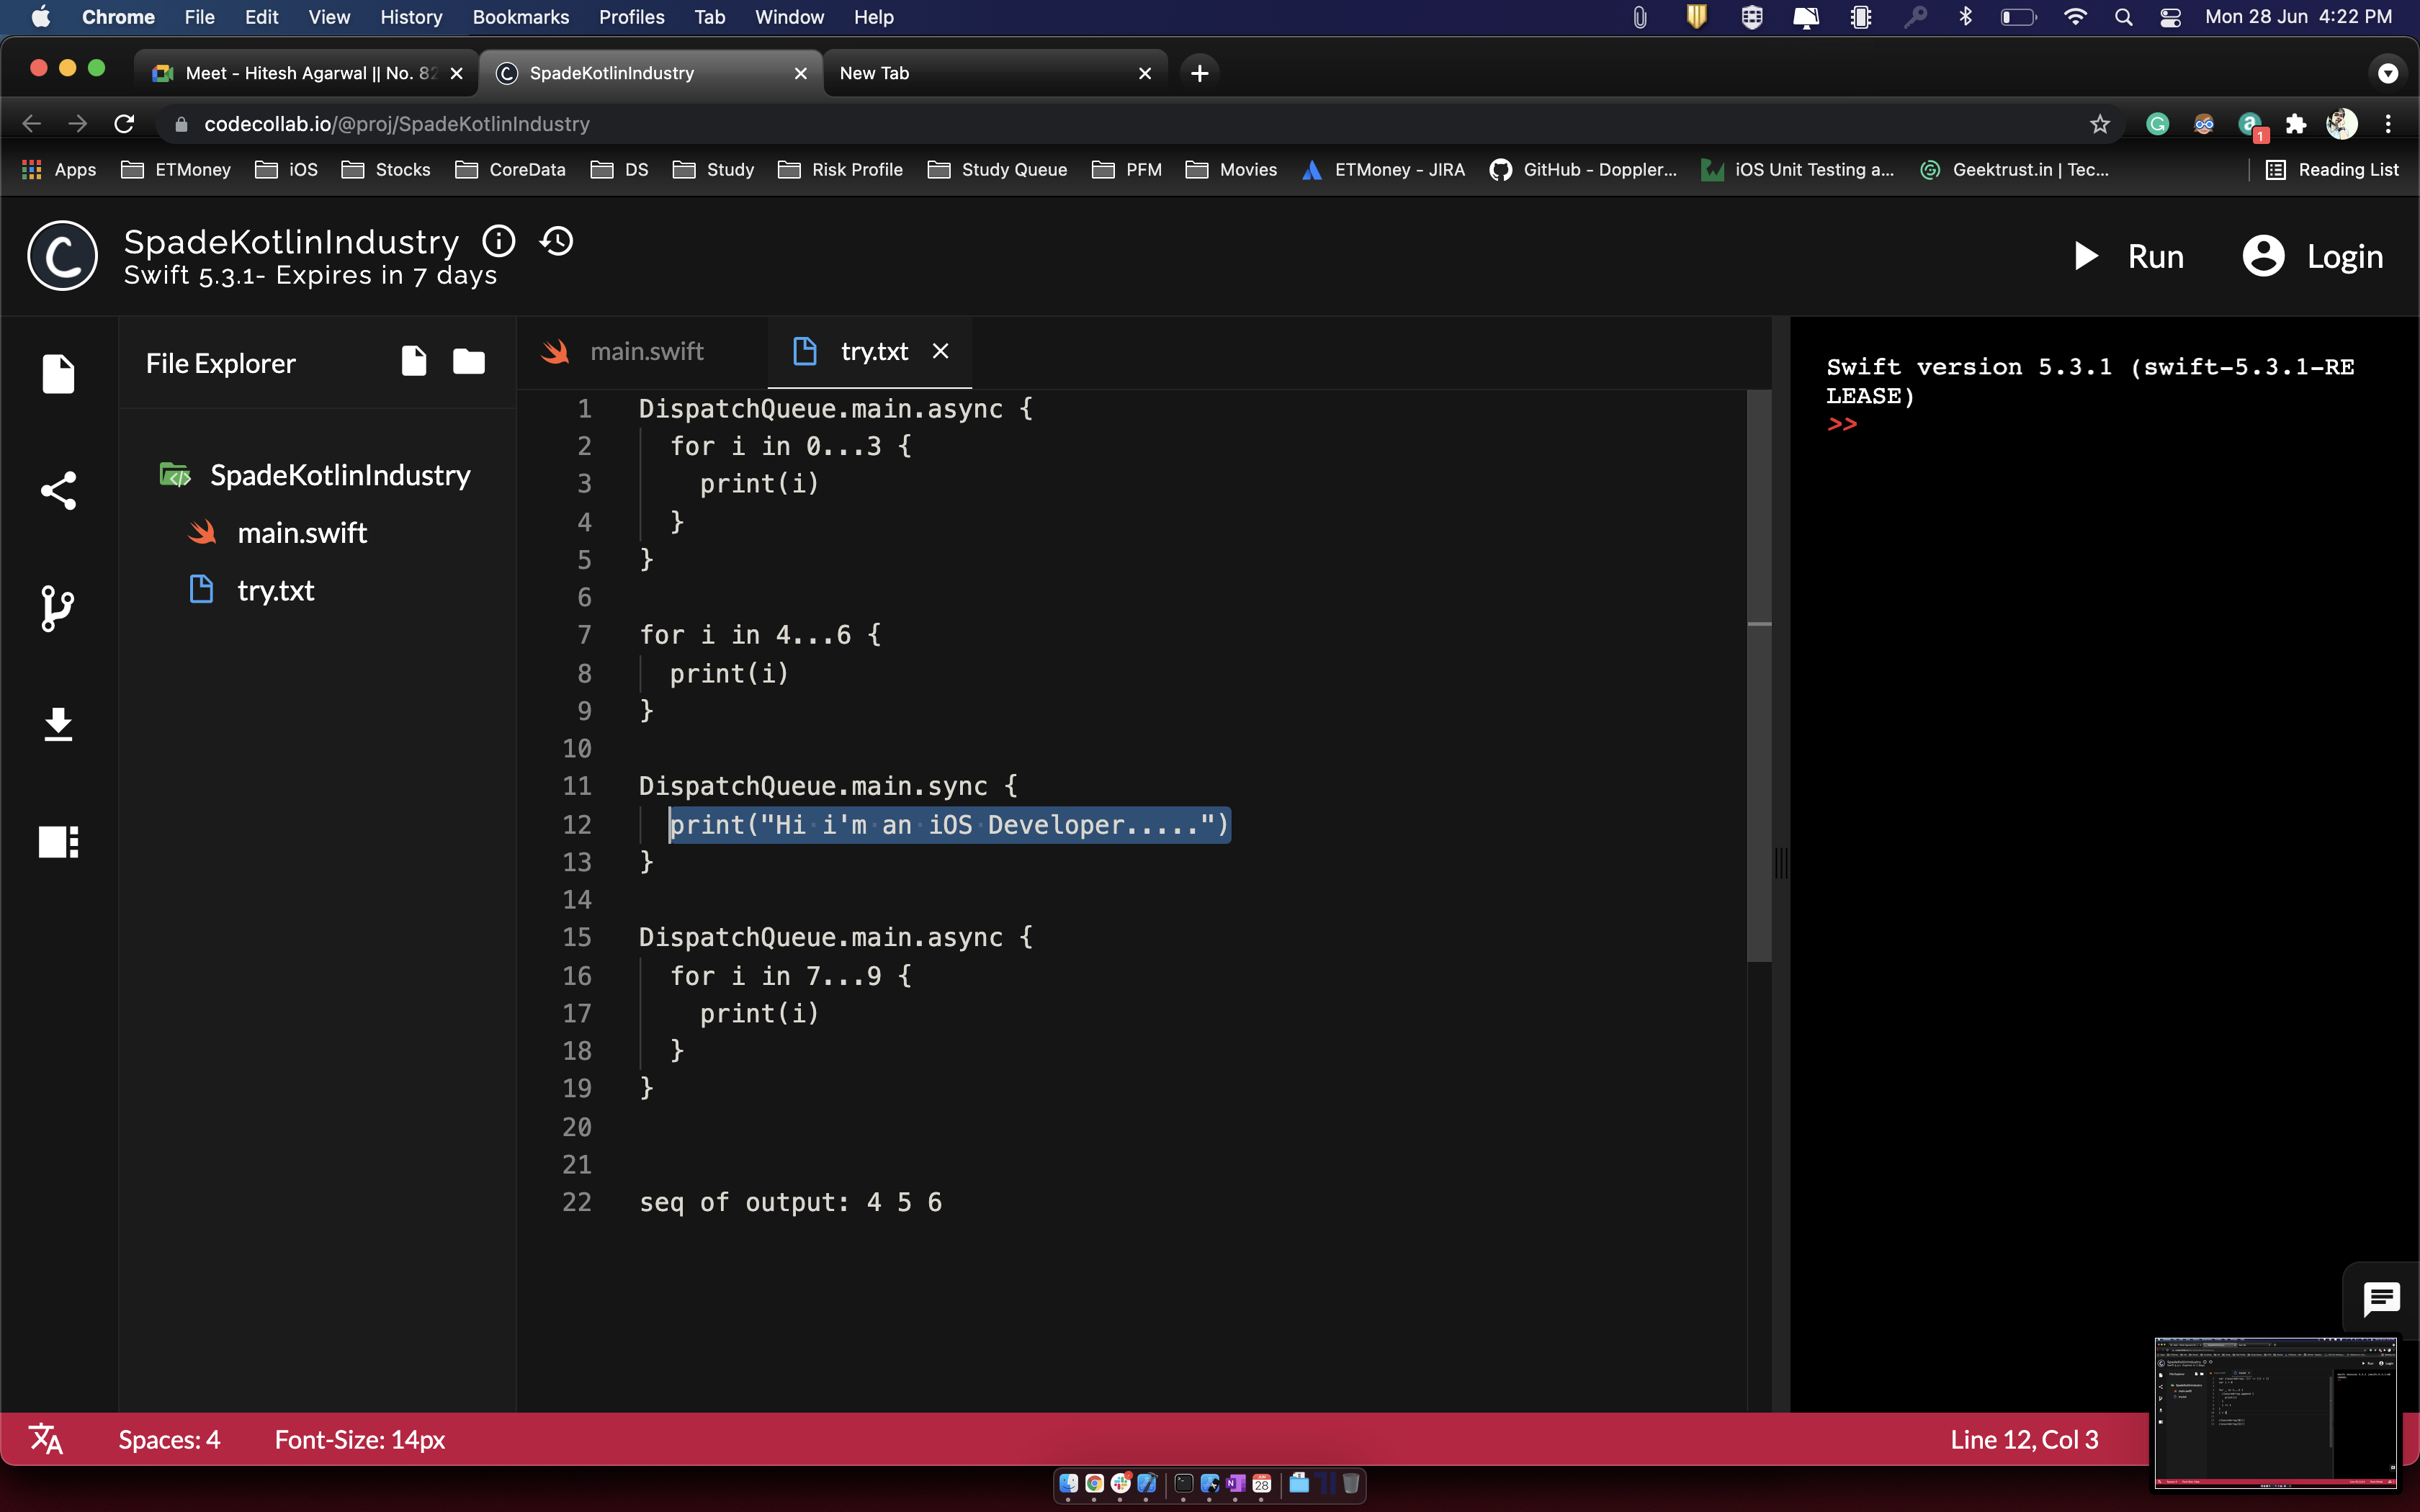 Chrome File Edit View History Bookmarks Profiles Tab Window Help Mon 28 Jun 4:22 PM
Meet - Hitesh Agarwal || No. 82
SpadeKotlinIndustry
New Tab
codecollab.io/@proj/SpadeKotlinIndustry
1
Apps ETMoney iOS Stocks CoreData DS Study Risk Profile Study Queue PFM Movies ETMoney - JIRA GitHub - Doppler... iOS Unit Testing a... Geektrust.in | Tec... Reading List
SpadeKotlinIndustry
Swift 5.3.1- Expires in 7 days
Run Login
File Explorer
SpadeKotlinIndustry
main.swift
try.txt
main.swift try.txt
1 DispatchQueue.main.async {
2 for i in 0...3 {
3 print(i)
4 }
5 }
6
7 for i in 4...6 {
8 print(i)
9 }
10
11 DispatchQueue.main.sync {
12 print("Hi i'm an iOS Developer.....")
13 }
14
15 DispatchQueue.main.async {
16 for i in 7...9 {
17 print(i)
18 }
19 }
20
21
22 seq of output: 4 5 6
Swift version 5.3.1 (swift-5.3.1-RE
LEASE)
>>
Spaces: 4 Font-Size: 14px Line 12, Col 3
28